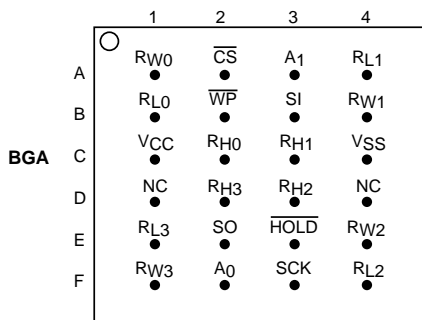 1 2 3 4
A RW0 CS A1 RL1
B RL0 WP SI RW1
BGA C VCC RH0 RH1 VSS
D NC RH3 RH2 NC
E RL3 SO HOLD RW2
F RW3 A0 SCK RL2